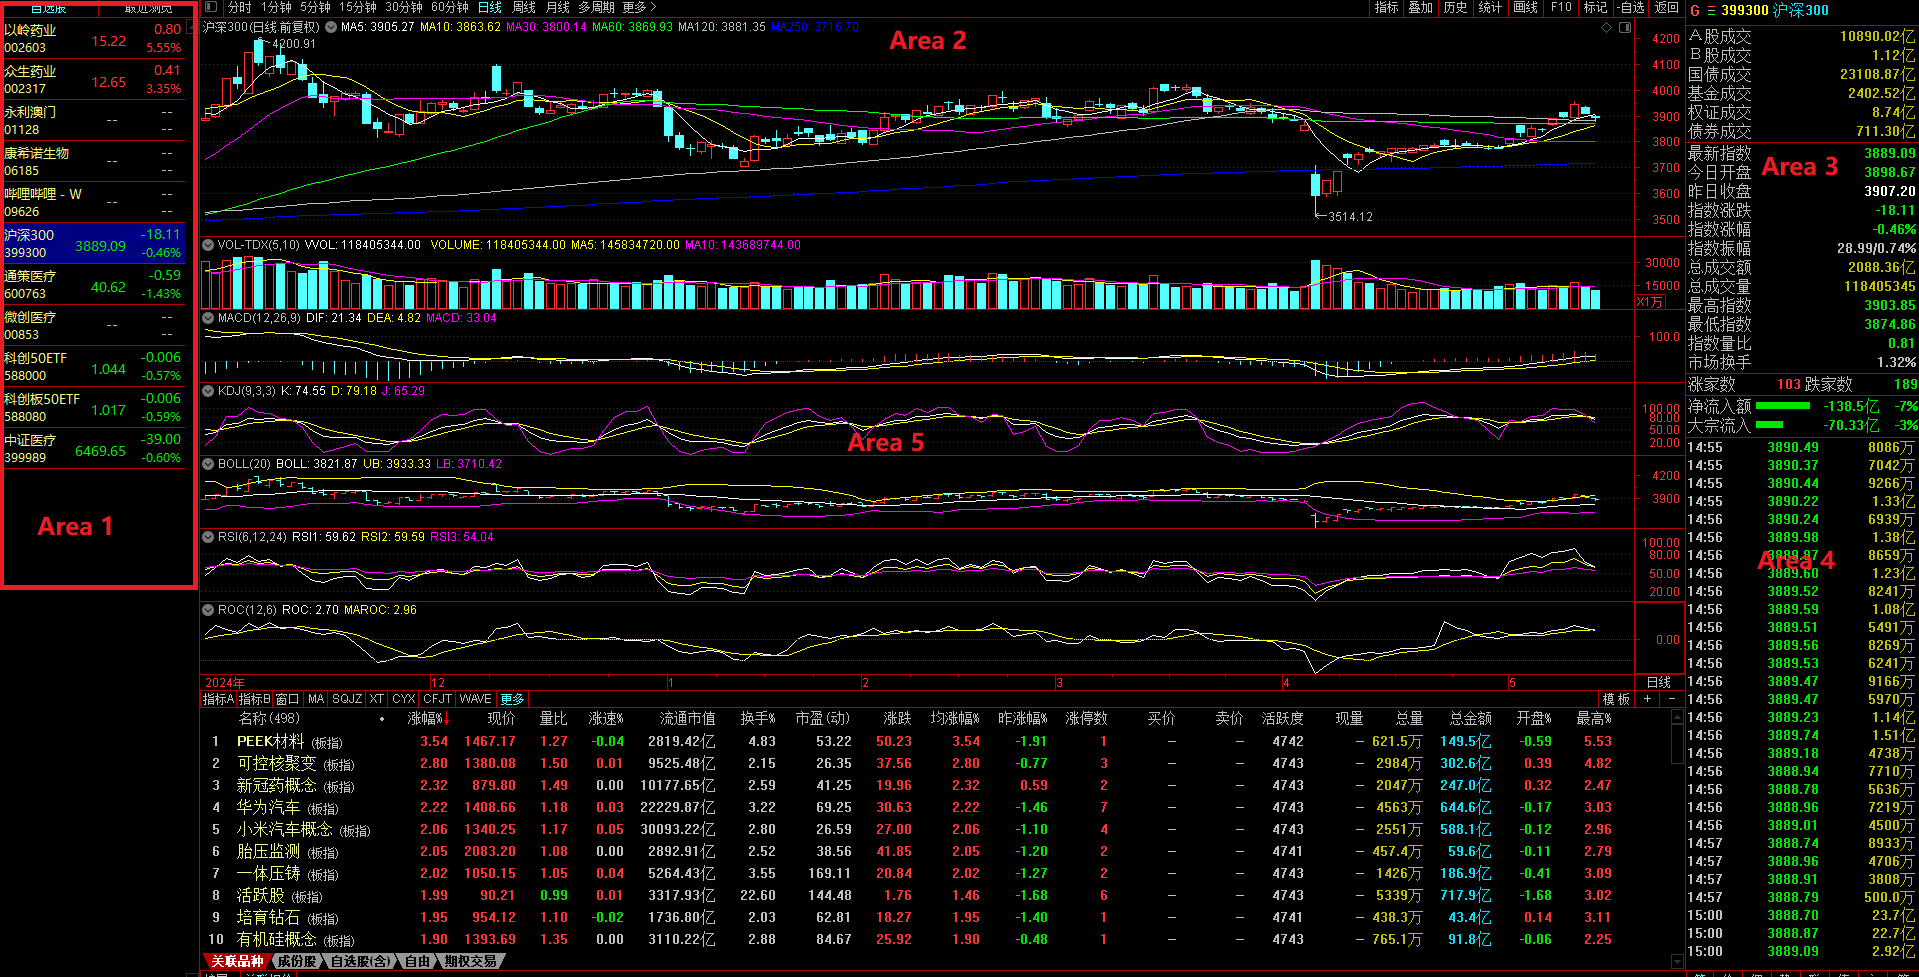 自选股 最近浏览
以岭药业 15.22 0.80
002603 5.55%
众生药业 12.65 0.41
002317 3.35%
永利澳门 -- --
01128 --
康希诺生物 -- --
06185 --
哔哩哔哩-W -- --
09626 --
沪深300 3889.09 -18.11
399300 -0.46%
通策医疗 40.62 -0.59
600763 -1.43%
微创医疗 -- --
00853 --
科创50ETF 1.044 -0.006
588000 -0.57%
科创板50ETF 1.017 -0.006
588080 -0.59%
中证医疗 6469.65 -39.00
399989 -0.60%
Area 1
分时 1分钟 5分钟 15分钟 30分钟 60分钟 日线 周线 月线 多周期 更多>
指标 叠加 历史 统计 画线 F10 标记 -自选 返回
沪深300(日线.前复权) MA5: 3905.27 MA10: 3863.62 MA30: 3800.14 MA60: 3869.93 MA120: 3881.35 MA250: 3716.70
Area 2
4200.91
3514.12
4200
4100
4000
3900
3800
3700
3600
3500
VOL-TDX(5,10) VVOL: 118405344.00 VOLUME: 118405344.00 MA5: 145834720.00 MA10: 143689744.00
30000
15000
X1万
MACD(12,26,9) DIF: 21.34 DEA: 4.82 MACD: 33.04
100.0
KDJ(9,3,3) K: 74.55 D: 79.18 J: 65.29
100.00
80.00
50.00
20.00
Area 5
BOLL(20) BOLL: 3821.87 UB: 3933.33 LB: 3710.42
4200
3900
RSI(6,12,24) RSI1: 59.62 RSI2: 59.59 RSI3: 54.04
100.00
80.00
50.00
20.00
ROC(12,6) ROC: 2.70 MAROC: 2.96
0.00
2024年 12 1 2 3 4 5 日线
指标A 指标B 窗口 MA SQJZ XT CYX CFJT WAVE 更多 模板 + -
名称(498) • 涨幅%↓ 现价 量比 涨速% 流通市值 换手% 市盈(动) 涨跌 均涨幅% 昨涨幅% 涨停数 买价 卖价 活跃度 现量 总量 总金额 开盘% 最高%
1 PEEK材料 (板指) 3.54 1467.17 1.27 -0.04 2819.42亿 4.83 53.22 50.23 3.54 -1.91 1 – – 4742 – 621.5万 149.5亿 -0.59 5.53
2 可控核聚变 (板指) 2.80 1380.08 1.50 0.01 9525.48亿 2.15 26.35 37.56 2.80 -0.77 3 – – 4743 – 2984万 302.6亿 0.39 4.82
3 新冠药概念 (板指) 2.32 879.80 1.49 0.00 10177.65亿 2.59 41.25 19.96 2.32 0.59 2 – – 4743 – 2047万 247.0亿 0.32 2.47
4 华为汽车 (板指) 2.22 1408.66 1.18 0.03 22229.87亿 3.22 69.25 30.63 2.22 -1.46 7 – – 4743 – 4563万 644.6亿 -0.17 3.03
5 小米汽车概念 (板指) 2.06 1340.25 1.17 0.05 30093.22亿 2.80 26.59 27.00 2.06 -1.10 4 – – 4743 – 2551万 588.1亿 -0.12 2.96
6 胎压监测 (板指) 2.05 2083.20 1.08 0.00 2892.91亿 2.52 38.56 41.85 2.05 -1.20 2 – – 4741 – 457.4万 59.6亿 -0.11 2.79
7 一体压铸 (板指) 2.02 1050.15 1.05 0.04 5264.43亿 3.55 169.11 20.84 2.02 -1.27 2 – – 4743 – 1426万 186.9亿 -0.41 3.09
8 活跃股 (板指) 1.99 90.21 0.99 0.01 3317.93亿 22.60 144.48 1.76 1.46 -1.68 6 – – 4743 – 5339万 717.9亿 -1.68 3.02
9 培育钻石 (板指) 1.95 954.12 1.10 -0.02 1736.80亿 2.03 62.81 18.27 1.95 -1.40 1 – – 4741 – 438.3万 43.4亿 0.14 3.11
10 有机硅概念 (板指) 1.90 1393.69 1.35 0.00 3110.22亿 2.88 84.67 25.92 1.90 -0.48 1 – – 4743 – 765.1万 91.8亿 -0.06 2.25
关联品种 成份股 自选股(含) 自由 期权交易
G 399300 沪深300
A股成交 10890.02亿
B股成交 1.12亿
国债成交 23108.87亿
基金成交 2402.52亿
权证成交 8.74亿
债券成交 711.30亿
最新指数 3889.09
今日开盘 3898.67
昨日收盘 3907.20
指数涨跌 -18.11
指数涨幅 -0.46%
指数振幅 28.99/0.74%
总成交额 2088.36亿
总成交量 118405345
最高指数 3903.85
最低指数 3874.86
指数量比 0.81
市场换手 1.32%
Area 3
涨家数 103 跌家数 189
净流入额 -138.5亿 -7%
大宗流入 -70.33亿 -3%
14:55 3890.49 8086万
14:55 3890.37 7042万
14:55 3890.44 9266万
14:55 3890.22 1.33亿
14:56 3890.24 6939万
14:56 3889.98 1.38亿
14:56 3889.87 8659万
14:56 3889.60 1.23亿
14:56 3889.52 8241万
14:56 3889.59 1.08亿
14:56 3889.51 5491万
14:56 3889.56 8269万
14:56 3889.53 6241万
14:56 3889.47 9166万
14:56 3889.47 5970万
14:56 3889.23 1.14亿
14:56 3889.74 1.51亿
14:56 3889.18 4738万
14:56 3888.94 7710万
14:56 3888.78 5636万
14:56 3888.96 7219万
14:56 3889.01 4500万
14:57 3888.74 8933万
14:57 3888.96 4706万
14:57 3888.91 3808万
14:57 3888.79 500.0万
15:00 3888.70 23.7亿
15:00 3888.87 22.7亿
15:00 3889.09 2.92亿
Area 4